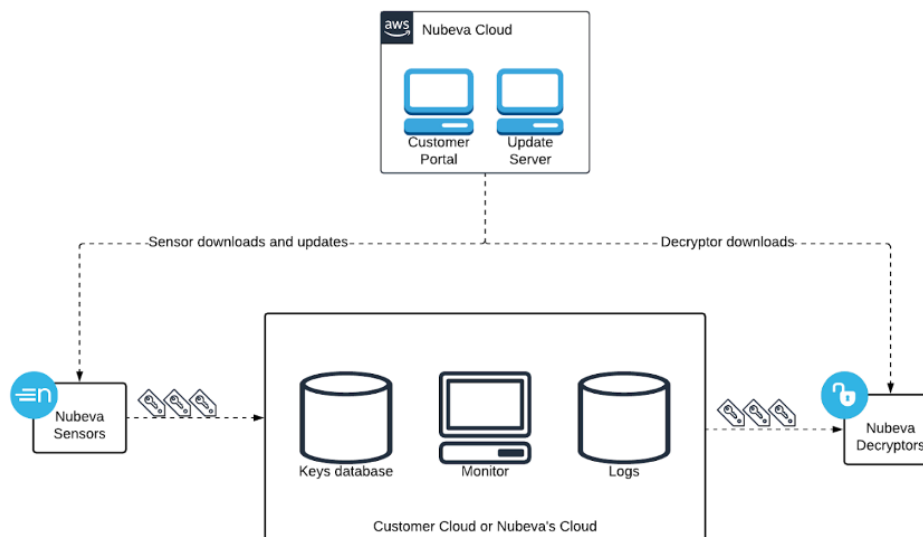 aws
Nubeva Cloud
Customer
Portal
Update
Server
Sensor downloads and updates
Decryptor downloads
n
Nubeva
Sensors
Keys database
Monitor
Logs
Nubeva
Decryptors
Customer Cloud or Nubeva's Cloud